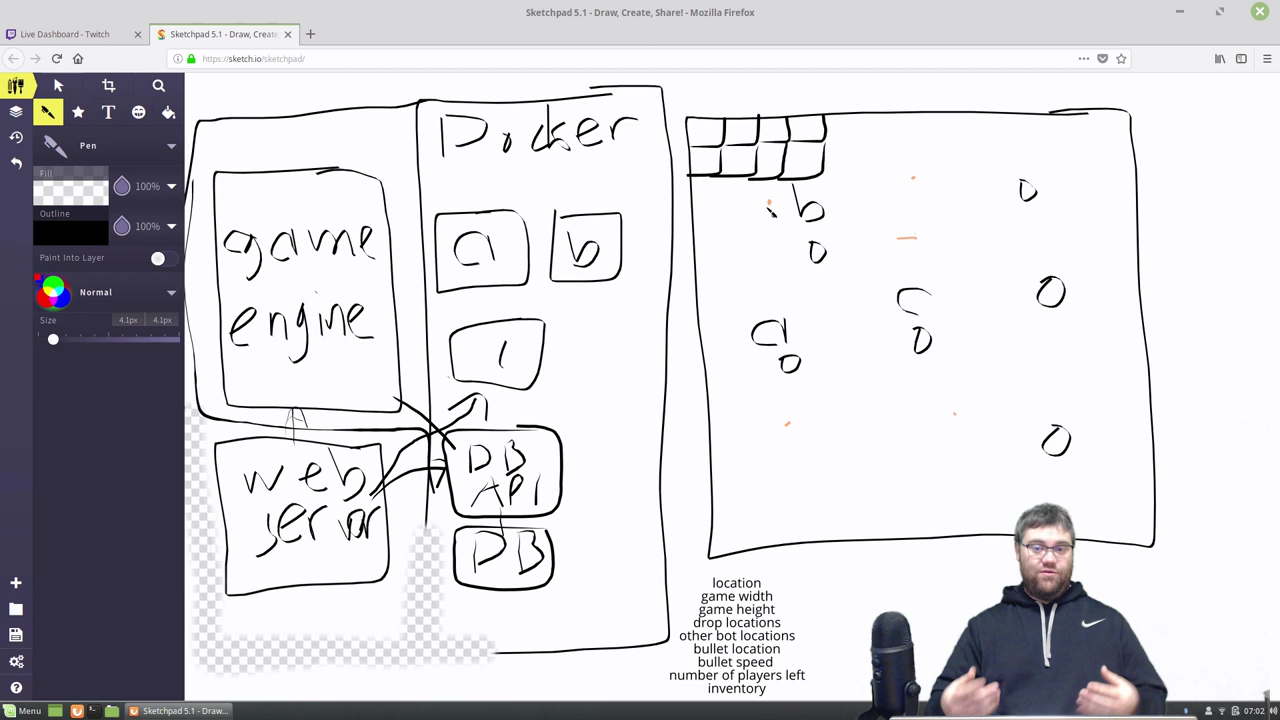 Sketchpad 5.1 - Draw, Create, Share! - Mozilla Firefox
Live Dashboard - Twitch
Sketchpad 5.1 - Draw, Create
https://sketch.io/sketchpad/
Pen
Fill
100%
Outline
100%
Paint Into Layer
Normal
Size
4.1px
4.1px
Docker
game
engine
a
b
1
web
server
DB
API
DB
b
c
a
location
game width
game height
drop locations
other bot locations
bullet location
bullet speed
number of players left
inventory
Menu
Sketchpad 5.1 - Draw...
07:02